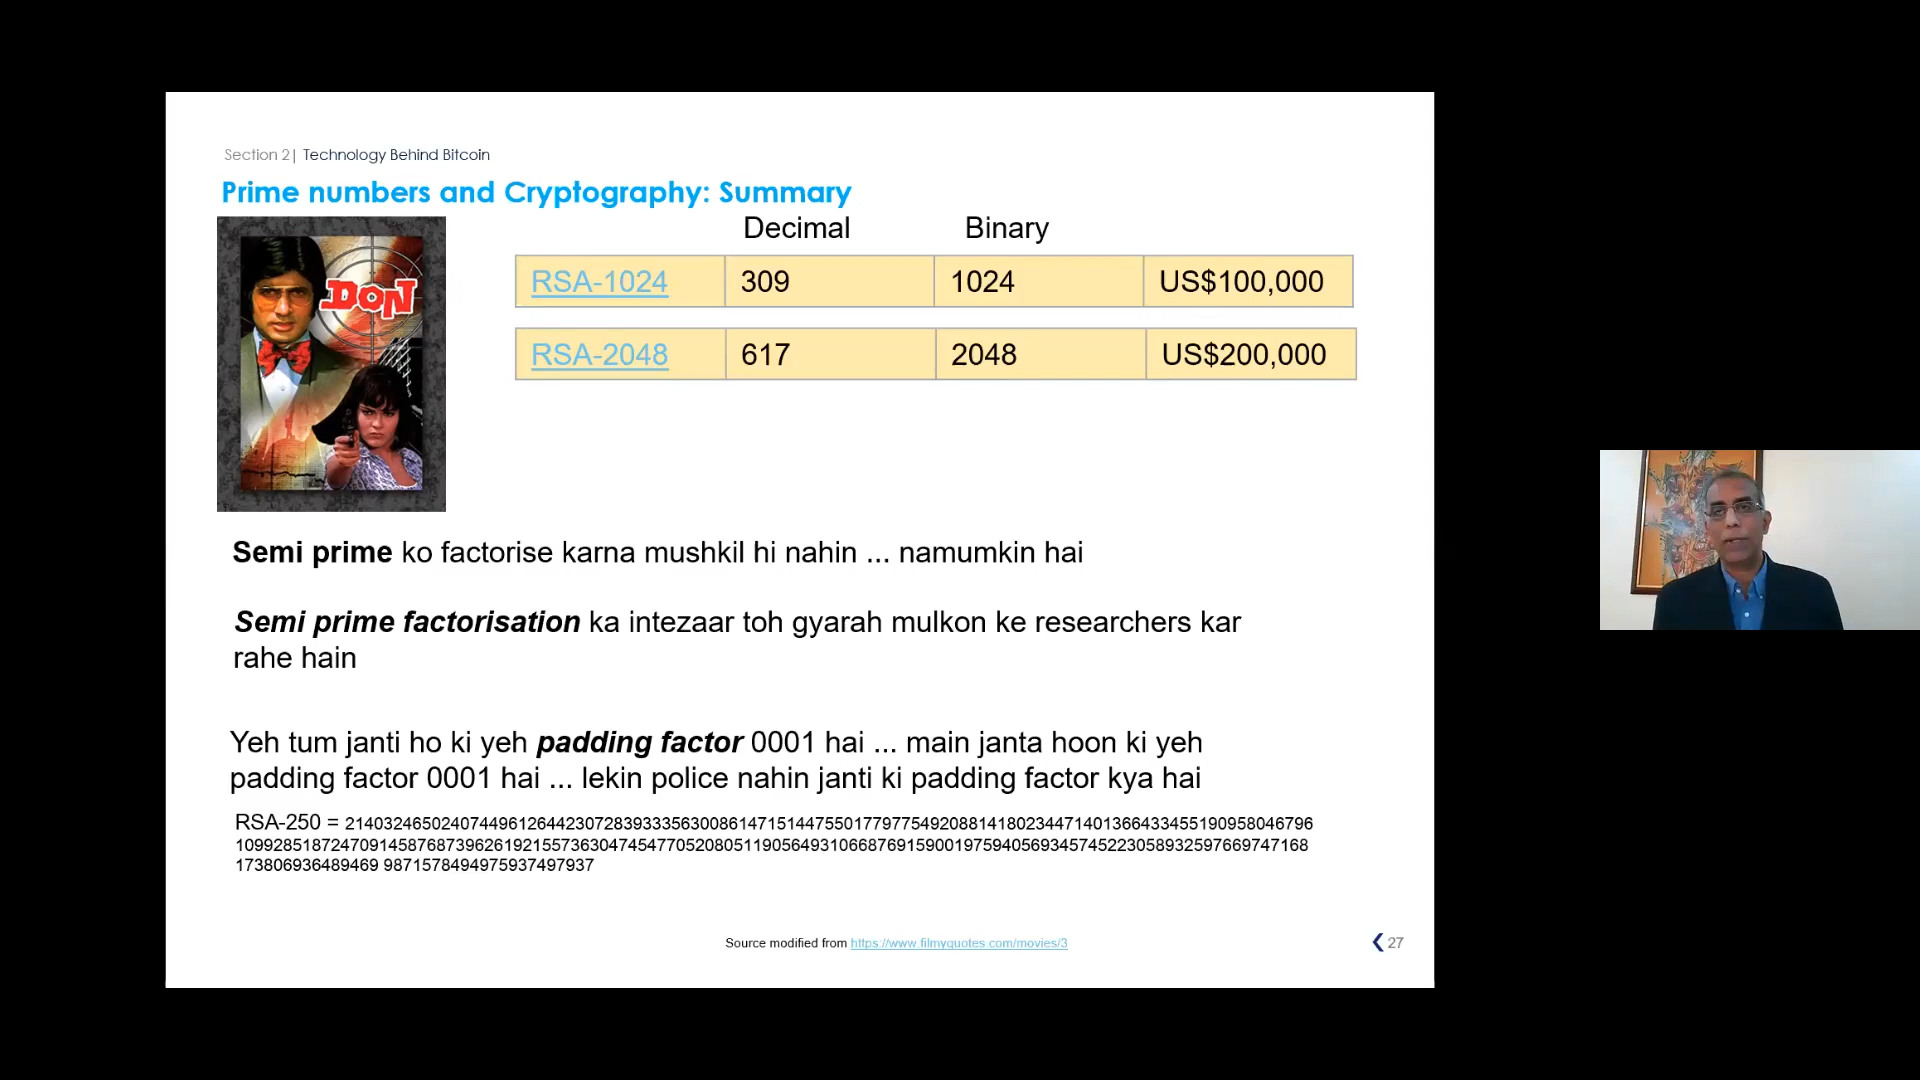 Section 2| Technology Behind Bitcoin
Prime numbers and Cryptography: Summary
Decimal Binary
RSA-1024 309 1024 US$100,000
RSA-2048 617 2048 US$200,000
DON
Semi prime ko factorise karna mushkil hi nahin ... namumkin hai
Semi prime factorisation ka intezaar toh gyarah mulkon ke researchers kar
rahe hain
Yeh tum janti ho ki yeh padding factor 0001 hai ... main janta hoon ki yeh
padding factor 0001 hai ... lekin police nahin janti ki padding factor kya hai
RSA-250 = 2140324650240744961264423072839333563008614715144755017797754920881418023447140136643345519095804679610992851872470914587687396261921557363047454770520805119056493106687691590019759405693457452230589325976697471681738069364894699871578494975937497937
Source modified from https://www.filmyquotes.com/movies/3
27